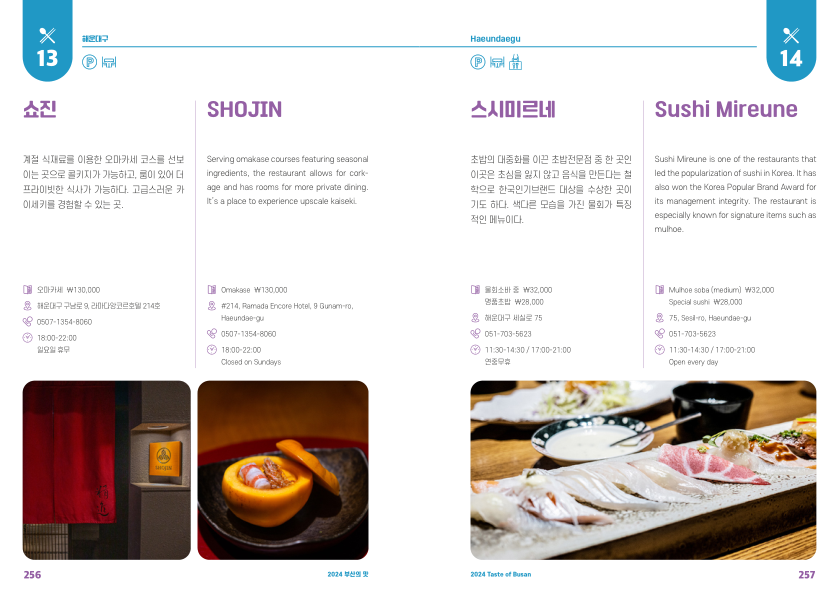 13
해운대구
쇼진
계절 식재료를 이용한 오마카세 코스를 선보
이는 곳으로 콜키지가 가능하고, 룸이 있어 더
프라이빗한 식사가 가능하다. 고급스러운 카
이세키를 경험할 수 있는 곳.
오마카세 ₩130,000
해운대구 구남로 9, 라마다앙코르호텔 214호
0507-1354-8060
18:00-22:00
일요일 휴무
SHOJIN
Serving omakase courses featuring seasonal
ingredients, the restaurant allows for cork-
age and has rooms for more private dining.
It's a place to experience upscale kaiseki.
Omakase ₩130,000
#214, Ramada Encore Hotel, 9 Gunam-ro,
Haeundae-gu
0507-1354-8060
18:00-22:00
Closed on Sundays
256
2024 부산의 맛
Haeundaegu
14
스시미르네
초밥의 대중화를 이끈 초밥전문점 중 한 곳인
이곳은 초심을 잃지 않고 음식을 만든다는 철
학으로 한국인기브랜드 대상을 수상한 곳이
기도 하다. 색다른 모습을 가진 물회가 특징
적인 메뉴이다.
물회소바 중 ₩32,000
명품초밥 ₩28,000
해운대구 세실로 75
051-703-5623
11:30-14:30 / 17:00-21:00
연중무휴
Sushi Mireune
Sushi Mireune is one of the restaurants that
led the popularization of sushi in Korea. It has
also won the Korea Popular Brand Award for
its management integrity. The restaurant is
especially known for signature items such as
mulhoe.
Mulhoe soba (medium) ₩32,000
Special sushi ₩28,000
75, Sesil-ro, Haeundae-gu
051-703-5623
11:30-14:30 / 17:00-21:00
Open every day
2024 Taste of Busan
257